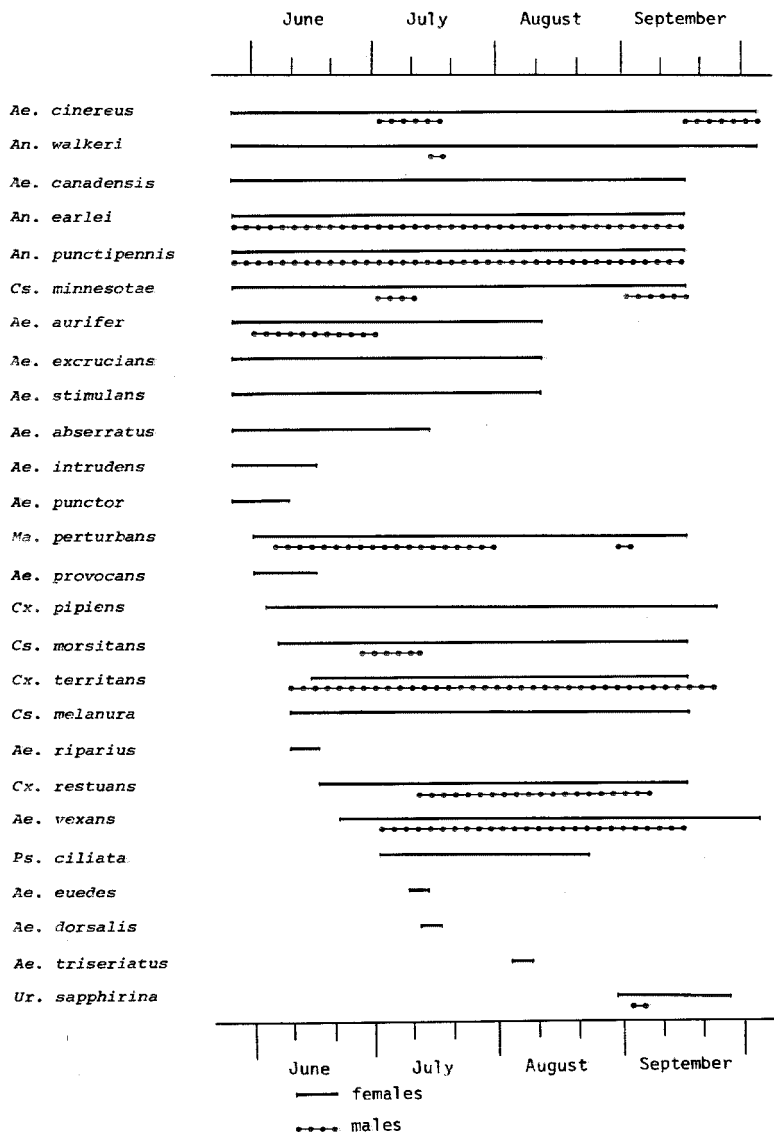 June July August September
Ae. cinereus
An. walkeri
Ae. canadensis
An. earlei
An. punctipennis
Cs. minnesotae
Ae. aurifer
Ae. excrucians
Ae. stimulans
Ae. abserratus
Ae. intrudens
Ae. punctor
Ma. perturbans
Ae. provocans
Cx. pipiens
Cs. morsitans
Cx. territans
Cs. melanura
Ae. riparius
Cx. restuans
Ae. vexans
Ps. ciliata
Ae. euedes
Ae. dorsalis
Ae. triseriatus
Ur. sapphirina
June July August September
females
males